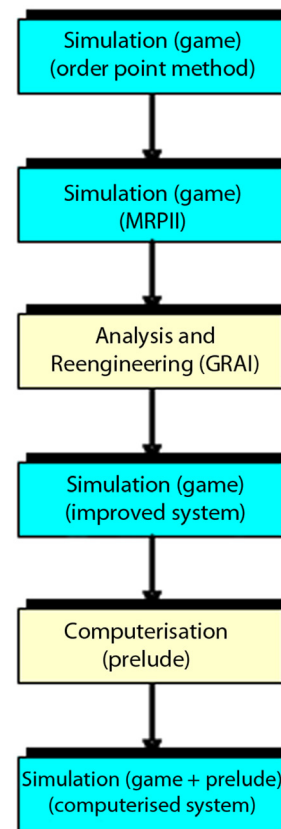 Simulation (game)
(order point method)
Simulation (game)
(MRPII)
Analysis and
Reengineering (GRAI)
Simulation (game)
(improved system)
Computerisation
(prelude)
Simulation (game + prelude)
(computerised system)